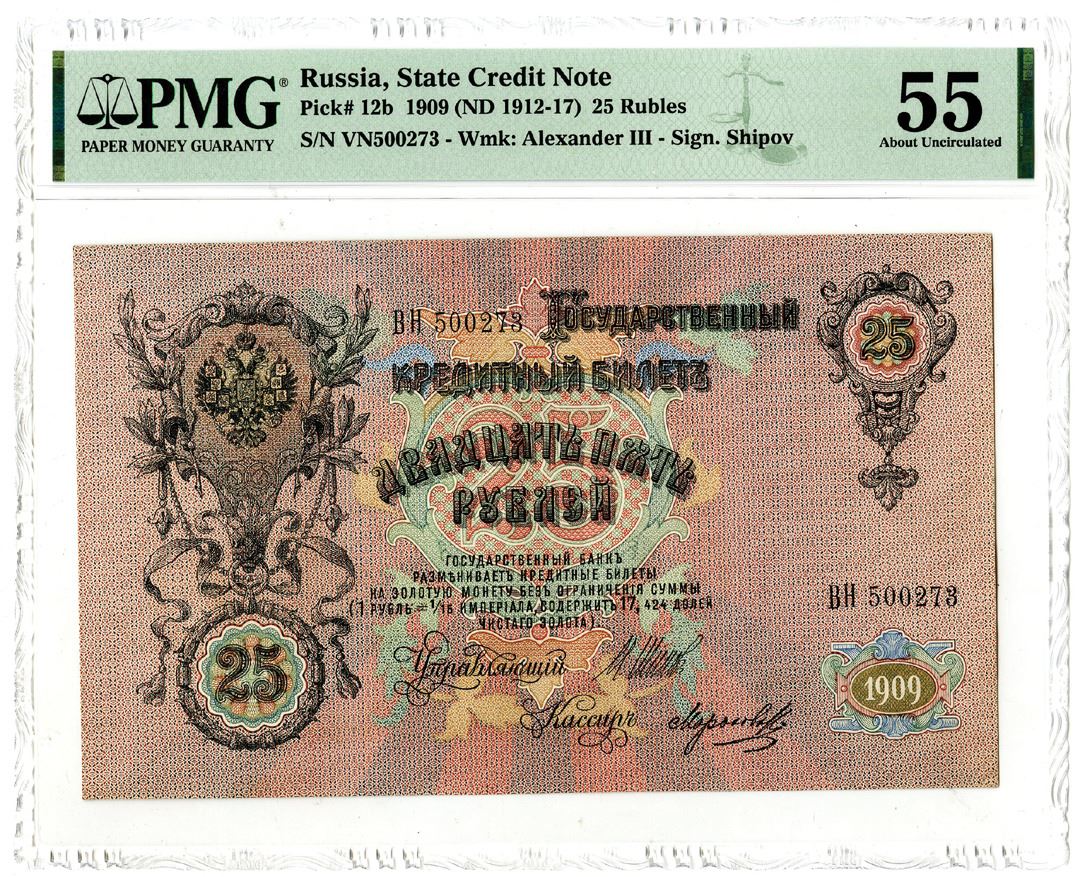 PMG®
PAPER MONEY GUARANTY
Russia, State Credit Note
Pick# 12b 1909 (ND 1912-17) 25 Rubles
S/N VN500273 - Wmk: Alexander III - Sign. Shipov
55
About Uncirculated
ВН 500273 ГОСУДАРСТВЕННЫЙ
КРЕДИТНЫЙ БИЛЕТЪ
25
25
ДВАДЦАТЬ ПЯТЬ
РУБЛЕЙ
ГОСУДАРСТВЕННЫЙ БАНКЪ
РАЗМѢНИВАЕТЪ КРЕДИТНЫЕ БИЛЕТЫ
НА ЗОЛОТУЮ МОНЕТУ БЕЗЪ ОГРАНИЧЕНІЯ СУММЫ
(1 РУБЛЬ = 1/15 ИМПЕРІАЛА, СОДЕРЖИТЪ 17, 424 ДОЛЕЙ
ЧИСТАГО ЗОЛОТА).
ВН 500273
Управляющій
Кассиръ
25
1909